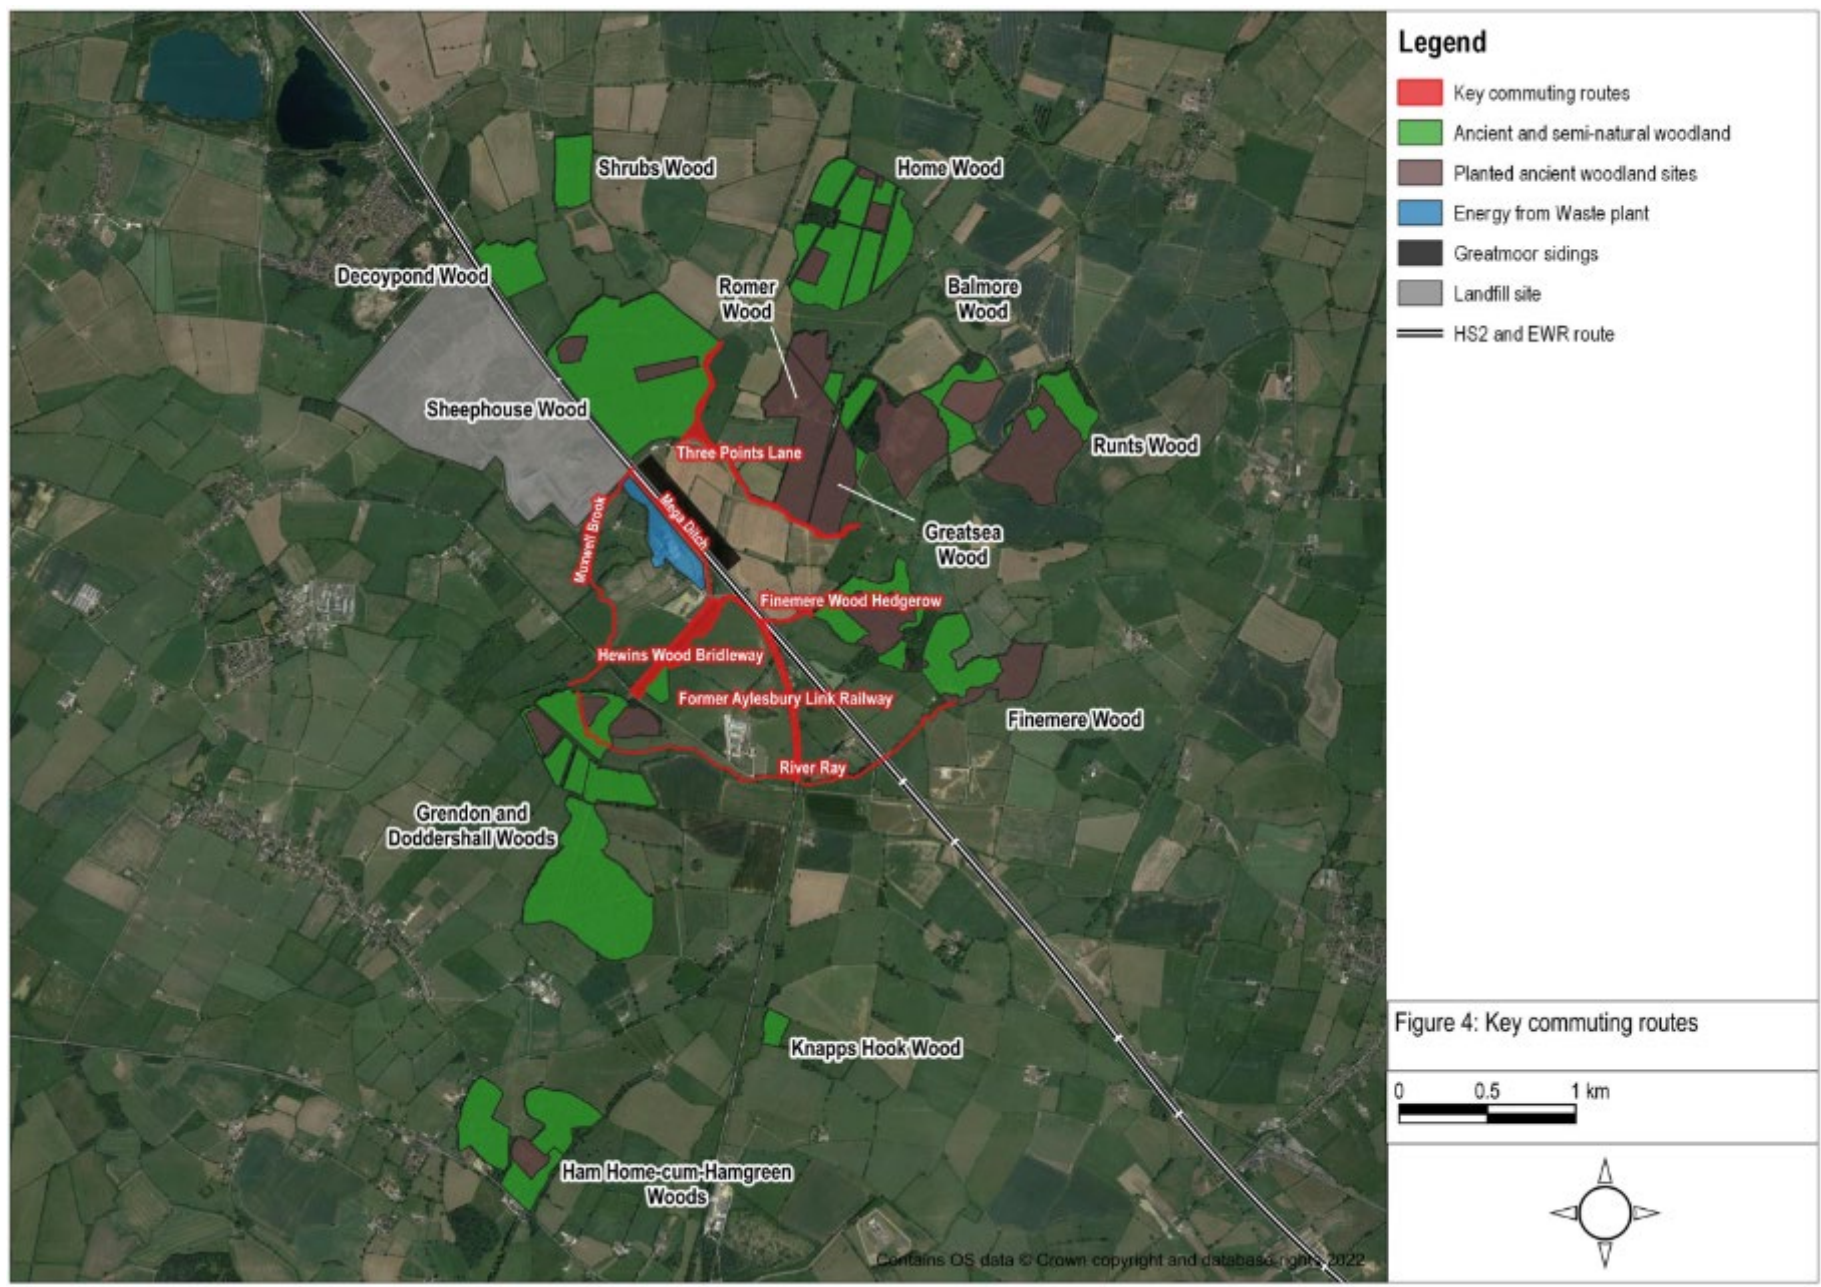 Legend
Key commuting routes
Ancient and semi-natural woodland
Planted ancient woodland sites
Energy from Waste plant
Greatmoor sidings
Landfill site
HS2 and EWR route
Shrubs Wood
Home Wood
Decoypond Wood
Romer
Wood
Balmore
Wood
Sheephouse Wood
Three Points Lane
Runts Wood
Muxwell Brook
Mega Ditch
Greatsea
Wood
Finemere Wood Hedgerow
Hewins Wood Bridleway
Former Aylesbury Link Railway
Finemere Wood
River Ray
Grendon and
Doddershall Woods
Knapps Hook Wood
Ham Home-cum-Hamgreen
Woods
Contains OS data © Crown copyright and database rights 2022
Figure 4: Key commuting routes
0 0.5 1 km